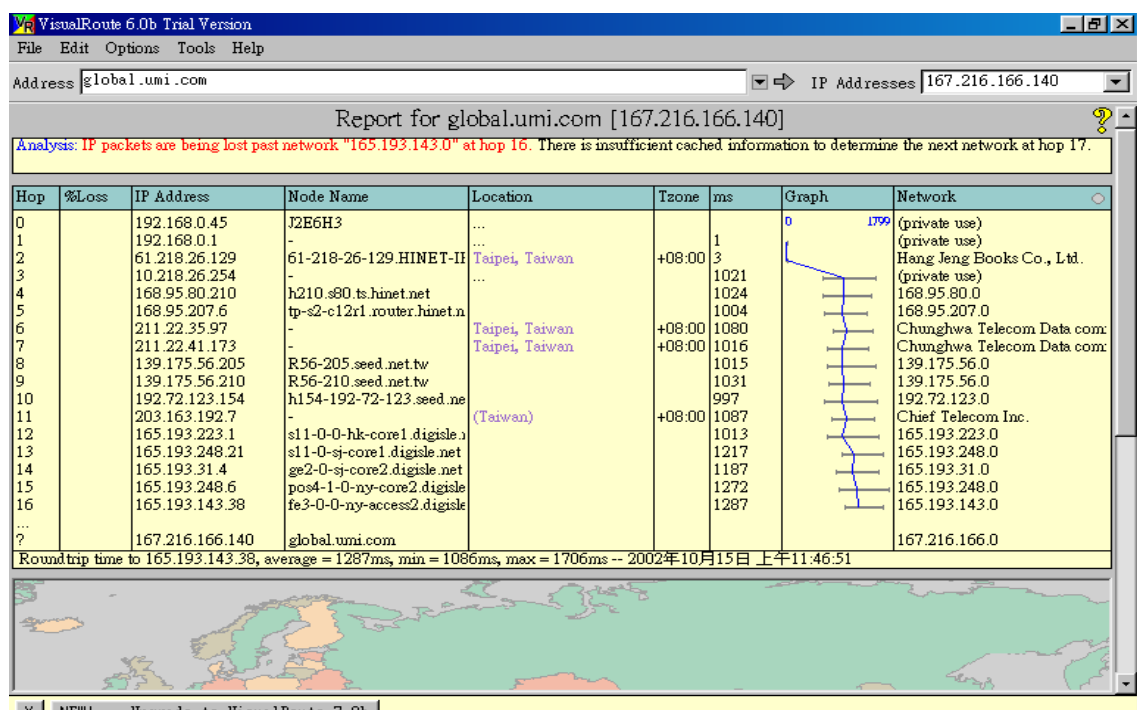 VisualRoute 6.0b Trial Version
File Edit Options Tools Help
Address global.umi.com IP Addresses 167.216.166.140
Report for global.umi.com [167.216.166.140]
Analysis: IP packets are being lost past network "165.193.143.0" at hop 16. There is insufficient cached information to determine the next network at hop 17.
Hop %Loss IP Address Node Name Location Tzone ms Graph Network
0 192.168.0.45 J2E6H3 ... 0 1799 (private use)
1 192.168.0.1 - ... 1 (private use)
2 61.218.26.129 61-218-26-129.HINET-IP Taipei, Taiwan +08:00 3 Hang Jeng Books Co., Ltd.
3 10.218.26.254 - ... 1021 (private use)
4 168.95.80.210 h210.s80.ts.hinet.net 1024 168.95.80.0
5 168.95.207.6 tp-s2-c12r1.router.hinet.n 1004 168.95.207.0
6 211.22.35.97 - Taipei, Taiwan +08:00 1080 Chunghwa Telecom Data com
7 211.22.41.173 - Taipei, Taiwan +08:00 1016 Chunghwa Telecom Data com
8 139.175.56.205 R56-205.seed.net.tw 1015 139.175.56.0
9 139.175.56.210 R56-210.seed.net.tw 1031 139.175.56.0
10 192.72.123.154 h154-192-72-123.seed.ne 997 192.72.123.0
11 203.163.192.7 - (Taiwan) +08:00 1087 Chief Telecom Inc.
12 165.193.223.1 s11-0-0-hk-core1.digisle. 1013 165.193.223.0
13 165.193.248.21 s11-0-sj-core1.digisle.net 1217 165.193.248.0
14 165.193.31.4 ge2-0-sj-core2.digisle.net 1187 165.193.31.0
15 165.193.248.6 pos4-1-0-ny-core2.digisle 1272 165.193.248.0
16 165.193.143.38 fe3-0-0-ny-access2.digisle 1287 165.193.143.0
...
? 167.216.166.140 global.umi.com 167.216.166.0
Roundtrip time to 165.193.143.38, average = 1287ms, min = 1086ms, max = 1706ms -- 2002年10月15日 上午11:46:51